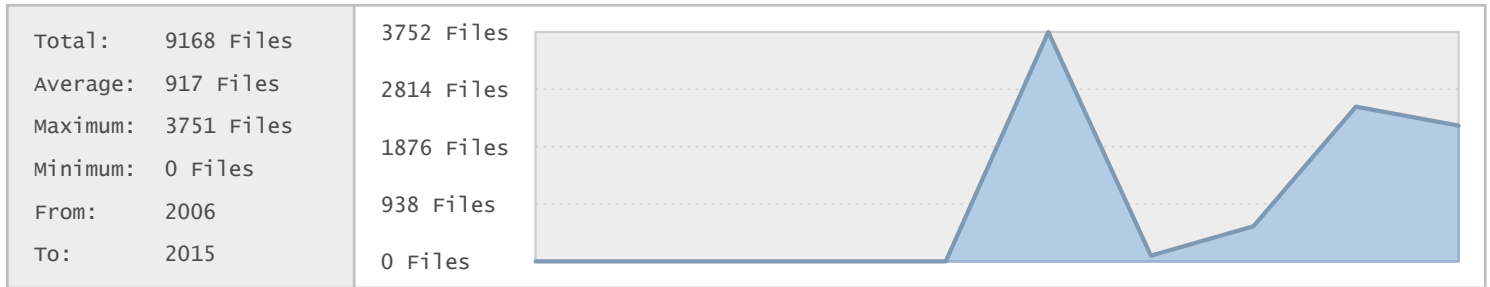 Total: 9168 Files
Average: 917 Files
Maximum: 3751 Files
Minimum: 0 Files
From: 2006
To: 2015
3752 Files
2814 Files
1876 Files
938 Files
0 Files